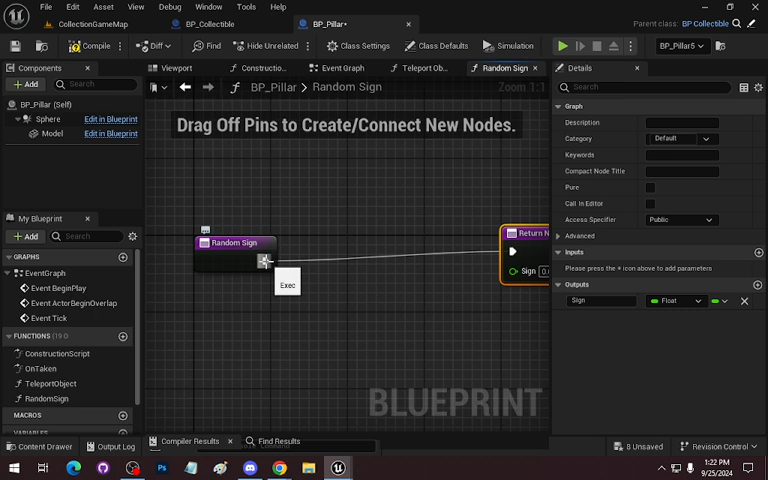 File Edit Asset View Debug Window Tools Help
Parent class: BP Collectible
CollectionGameMap BP_Collectible BP_Pillar•
Compile Diff Find Hide Unrelated Class Settings Class Defaults Simulation BP_Pillar5
Components
Add Search
BP_Pillar (Self)
Sphere Edit in Blueprint
Model Edit in Blueprint
My Blueprint
Add Search
GRAPHS
EventGraph
Event BeginPlay
Event ActorBeginOverlap
Event Tick
FUNCTIONS
ConstructionScript
OnTaken
TeleportObject
RandomSign
MACROS
Viewport Constructio... Event Graph Teleport Ob... Random Sign
BP_Pillar Random Sign Zoom 1:1
Drag Off Pins to Create/Connect New Nodes.
Random Sign
Exec
Return N
Sign
BLUEPRINT
Compiler Results Find Results
Details
Search
Graph
Description
Category Default
Keywords
Compact Node Title
Pure
Call In Editor
Access Specifier Public
Advanced
Inputs
Please press the + icon above to add parameters
Outputs
Sign Float
Content Drawer Output Log 8 Unsaved Revision Control
1:22 PM
9/25/2024